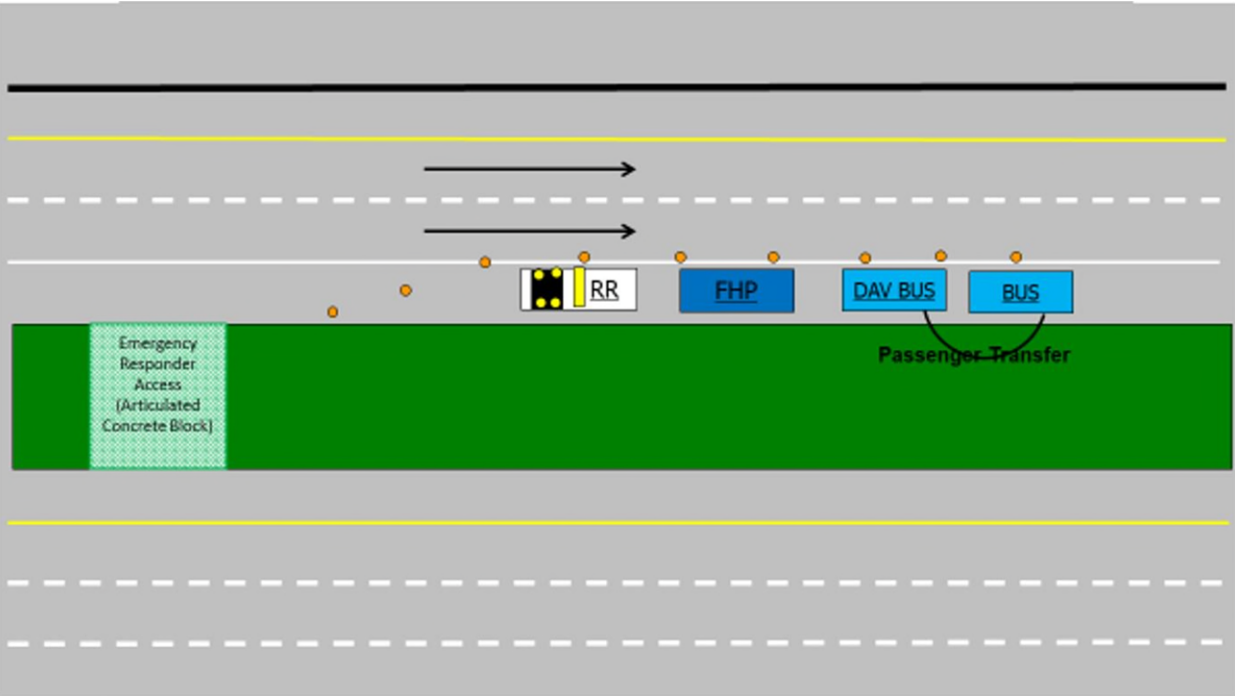 RR
FHP
DAV BUS
BUS
Passenger Transfer
Emergency
Responder
Access
(Articulated
Concrete Block)